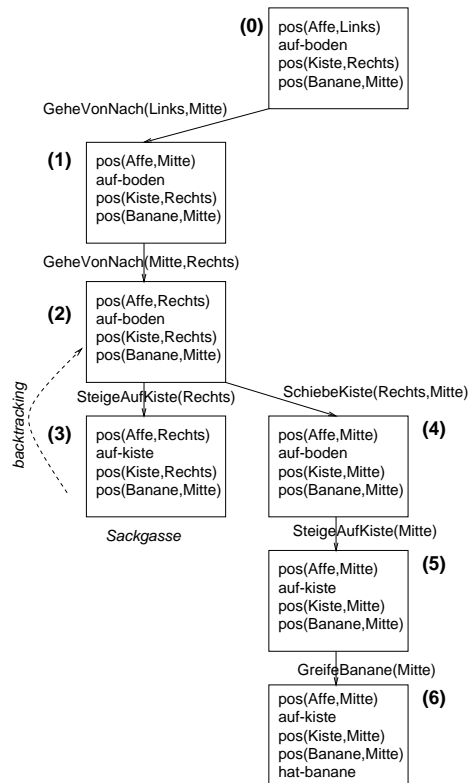 (0)
pos(Affe,Links)
auf-boden
pos(Kiste,Rechts)
pos(Banane,Mitte)
GeheVonNach(Links,Mitte)
(1)
pos(Affe,Mitte)
auf-boden
pos(Kiste,Rechts)
pos(Banane,Mitte)
GeheVonNach(Mitte,Rechts)
(2)
pos(Affe,Rechts)
auf-boden
pos(Kiste,Rechts)
pos(Banane,Mitte)
backtracking
SteigeAufKiste(Rechts)
SchiebeKiste(Rechts,Mitte)
(3)
pos(Affe,Rechts)
auf-kiste
pos(Kiste,Rechts)
pos(Banane,Mitte)
Sackgasse
(4)
pos(Affe,Mitte)
auf-boden
pos(Kiste,Mitte)
pos(Banane,Mitte)
SteigeAufKiste(Mitte)
(5)
pos(Affe,Mitte)
auf-kiste
pos(Kiste,Mitte)
pos(Banane,Mitte)
GreifeBanane(Mitte)
(6)
pos(Affe,Mitte)
auf-kiste
pos(Kiste,Mitte)
pos(Banane,Mitte)
hat-banane